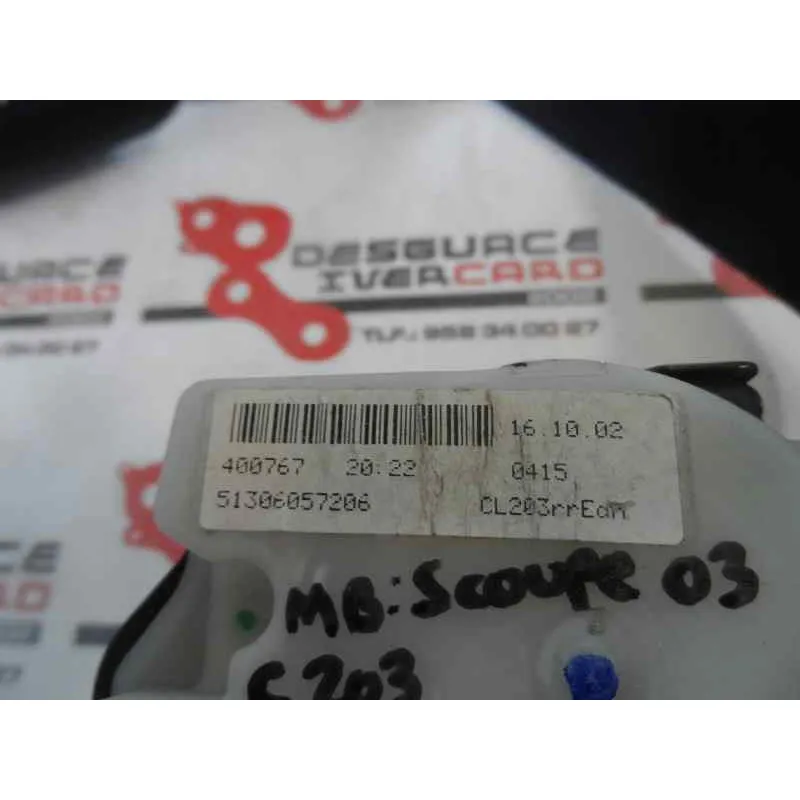 DESGUACE
IVERCARD
TLF.: 958 34 00 27
16.10.02
400767 20:22 0415
51306057206 CL203rrEdn
MB: SCOUPE 03
C203